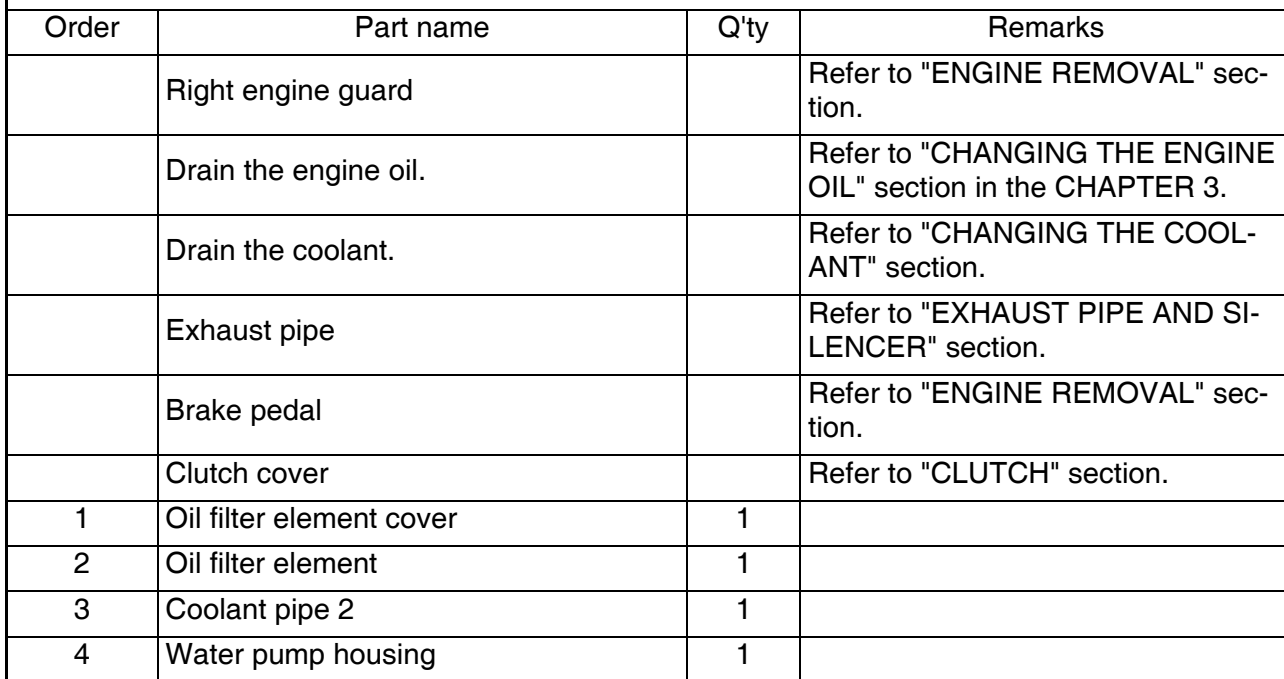 Order Part name Q'ty Remarks
Right engine guard Refer to "ENGINE REMOVAL" sec-
tion.
Drain the engine oil. Refer to "CHANGING THE ENGINE
OIL" section in the CHAPTER 3.
Drain the coolant. Refer to "CHANGING THE COOL-
ANT" section.
Exhaust pipe Refer to "EXHAUST PIPE AND SI-
LENCER" section.
Brake pedal Refer to "ENGINE REMOVAL" sec-
tion.
Clutch cover Refer to "CLUTCH" section.
1 Oil filter element cover 1
2 Oil filter element 1
3 Coolant pipe 2 1
4 Water pump housing 1